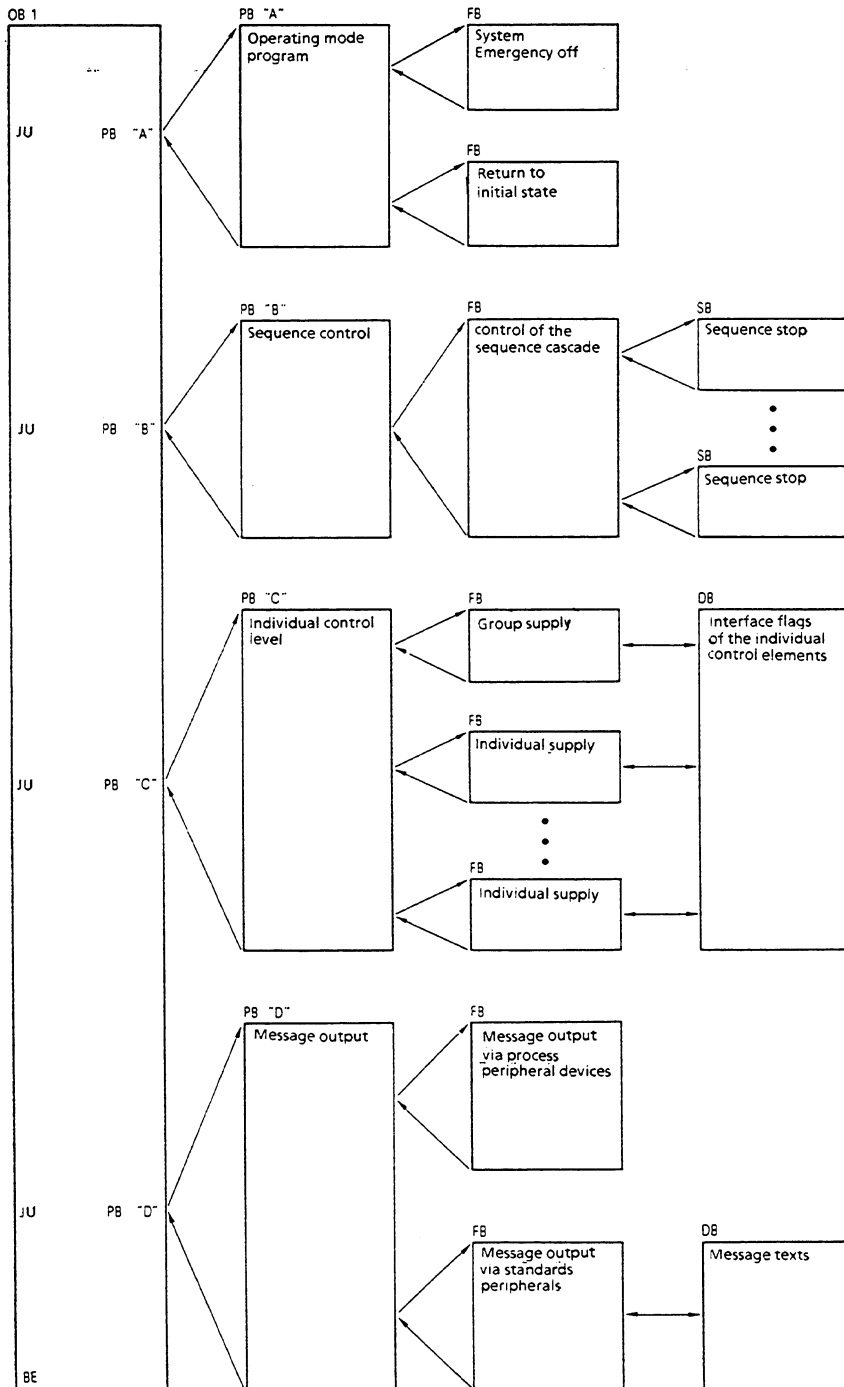 OB 1
PB "A"
FB
Operating mode
program
System
Emergency off
JU PB "A"
FB
Return to
initial state
PB "B"
FB
SB
Sequence control
control of the
sequence cascade
Sequence stop
JU PB "B"
SB
Sequence stop
PB "C"
FB
DB
Individual control
level
Group supply
Interface flags
of the individual
control elements
FB
Individual supply
JU PB "C"
FB
Individual supply
PB "D"
FB
Message output
Message output
via process
peripheral devices
JU PB "D"
FB
DB
Message output
via standards
peripherals
Message texts
BE